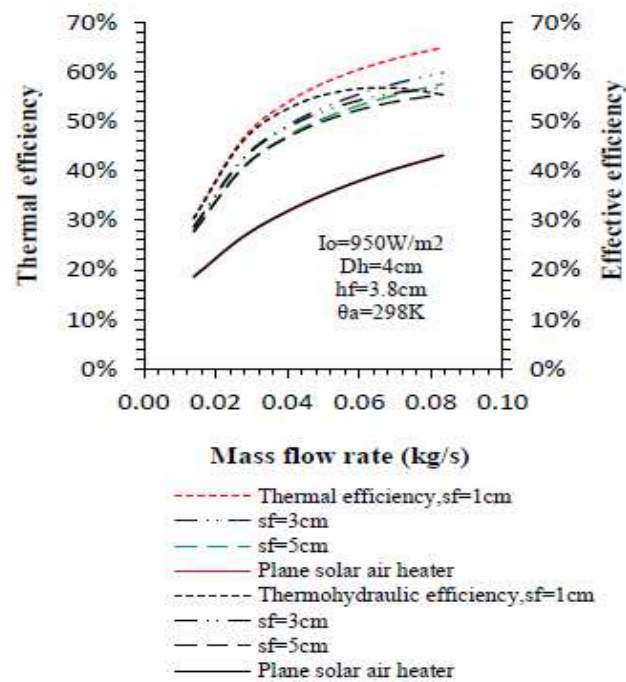 70%
60%
50%
40%
30%
20%
10%
0%
Thermal efficiency
70%
60%
50%
40%
30%
20%
10%
0%
Effective efficiency
Io=950W/m2
Dh=4cm
hf=3.8cm
θa=298K
0.00 0.02 0.04 0.06 0.08 0.10
Mass flow rate (kg/s)
Thermal efficiency,sf=1cm
sf=3cm
sf=5cm
Plane solar air heater
Thermohydraulic efficiency,sf=1cm
sf=3cm
sf=5cm
Plane solar air heater